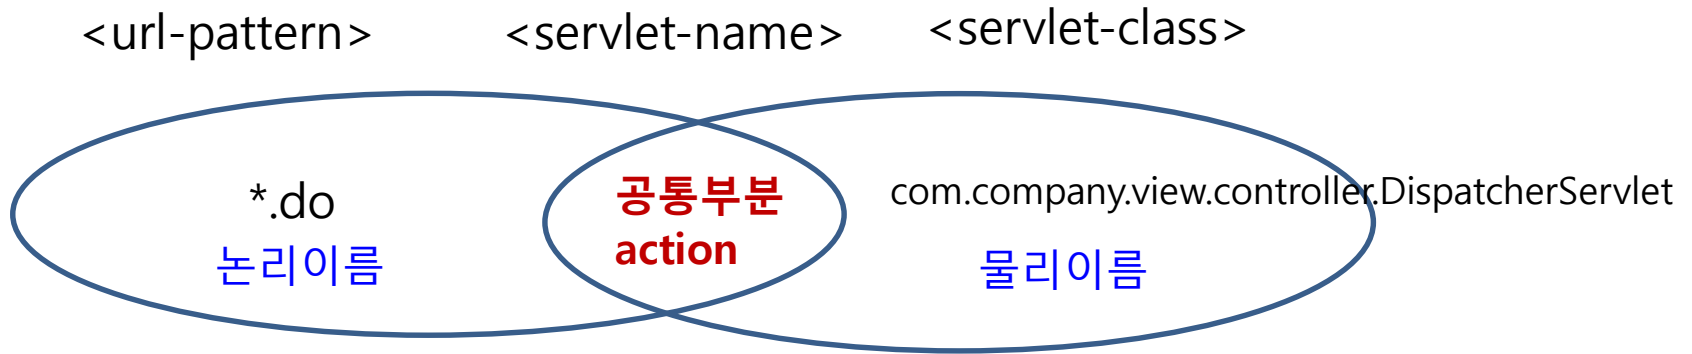 <url-pattern>
<servlet-name>
<servlet-class>
*.do
논리이름
공통부분
action
com.company.view.controller.DispatcherServlet
물리이름